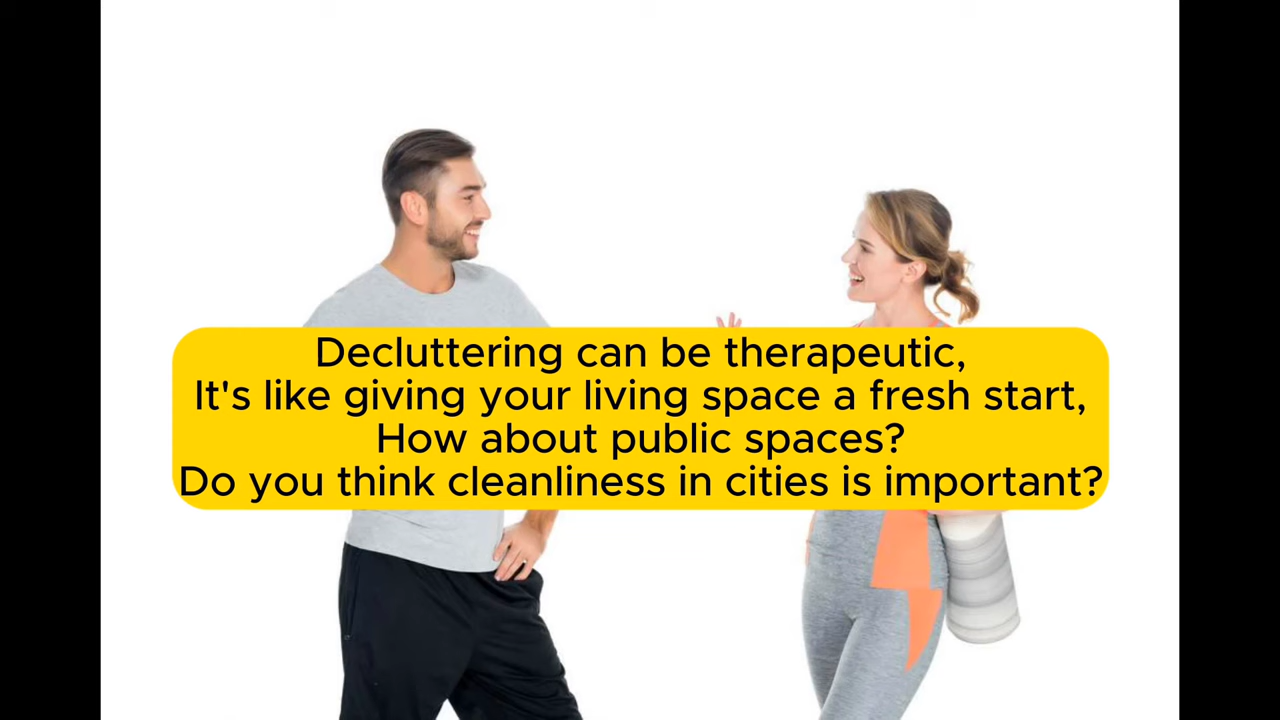 Decluttering can be therapeutic,
It's like giving your living space a fresh start,
How about public spaces?
Do you think cleanliness in cities is important?